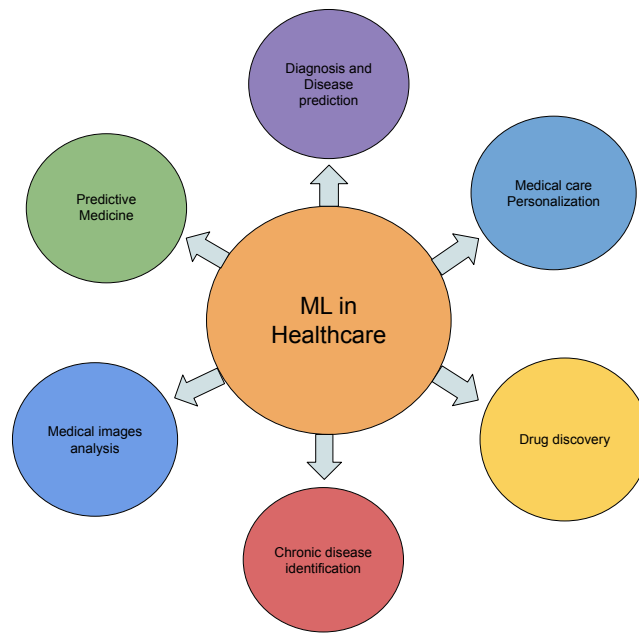 Diagnosis and
Disease
prediction
Medical care
Personalization
Predictive
Medicine
ML in
Healthcare
Medical images
analysis
Drug discovery
Chronic disease
identification